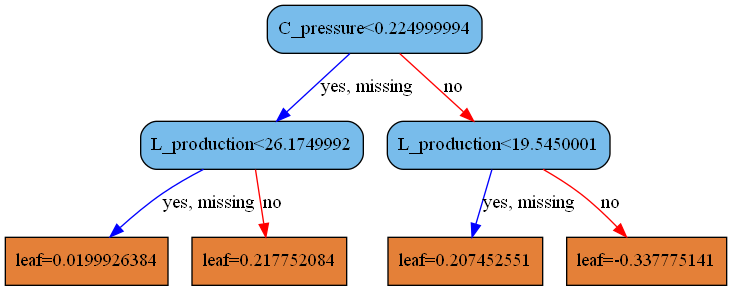 C_pressure<0.224999994
yes, missing
no
L_production<26.1749992
L_production<19.5450001
yes, missing
no
yes, missing
no
leaf=0.0199926384
leaf=0.217752084
leaf=0.207452551
leaf=-0.337775141